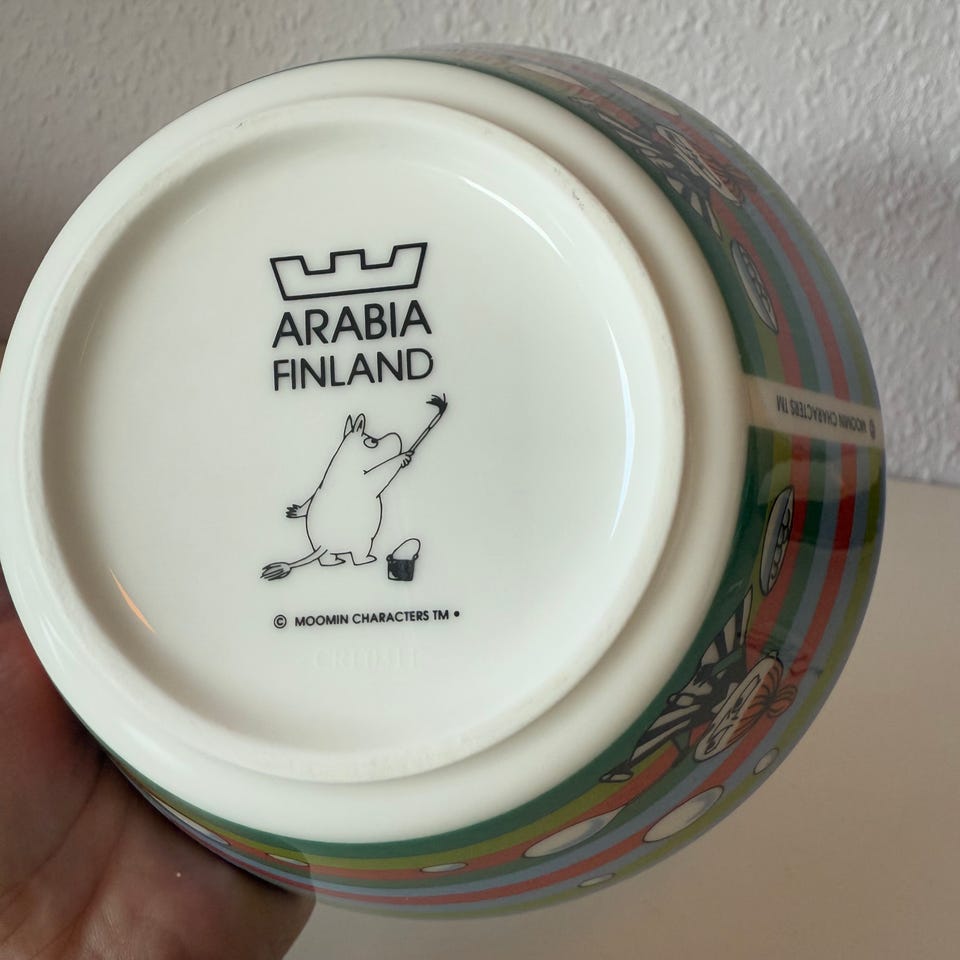 ARABIA
FINLAND
© MOOMIN CHARACTERS TM •
© MOOMIN CHARACTERS TM